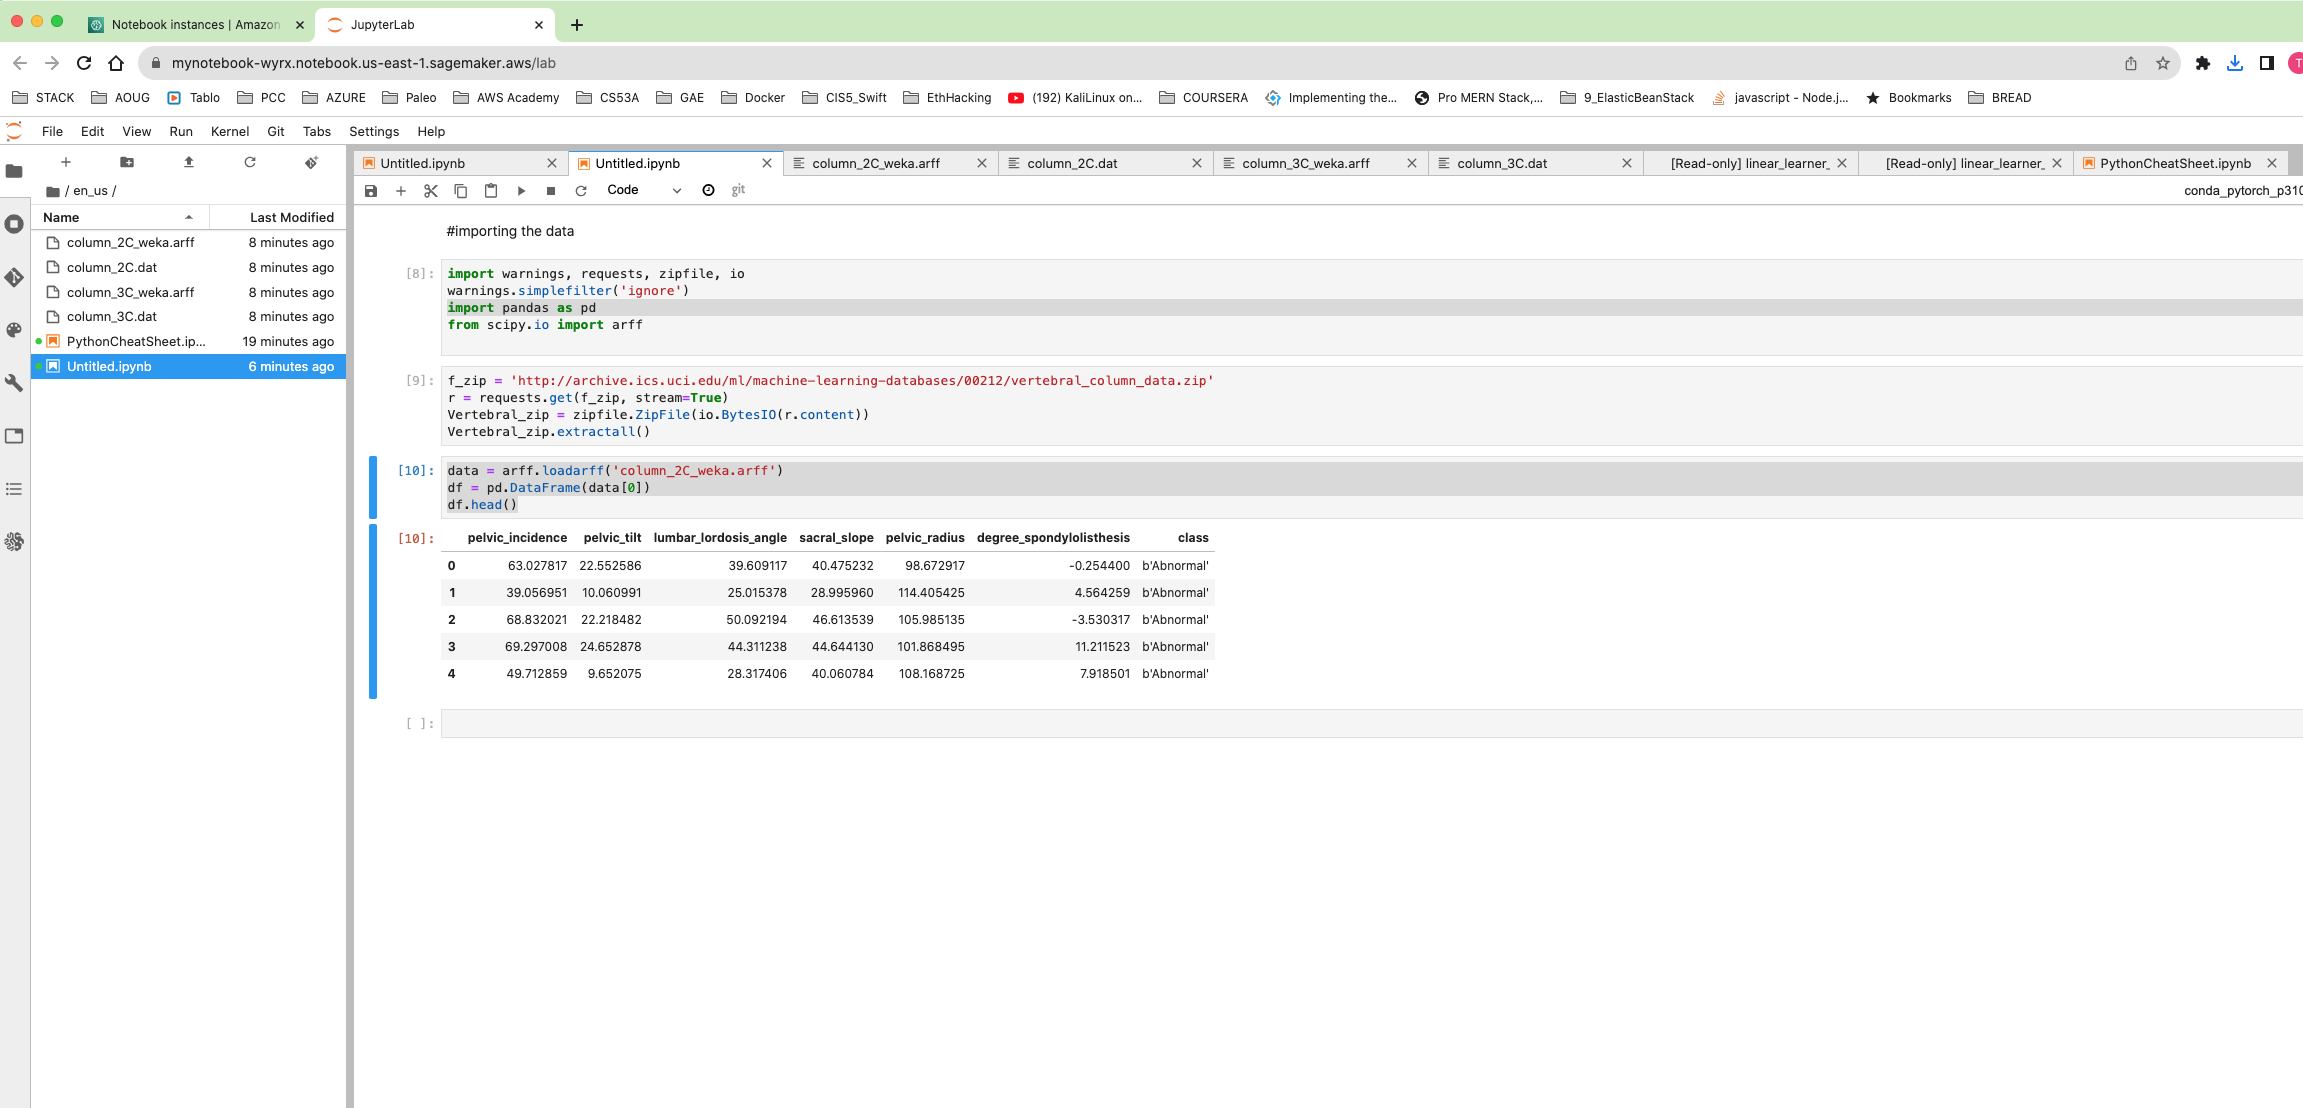 Notebook instances | Amazon
JupyterLab
mynotebook-wyrx.notebook.us-east-1.sagemaker.aws/lab
T
STACK AOUG Tablo PCC AZURE Paleo AWS Academy CS53A GAE Docker CIS5_Swift EthHacking (192) KaliLinux on... COURSERA Implementing the... Pro MERN Stack,... 9_ElasticBeanStack javascript - Node.j... Bookmarks BREAD
File Edit View Run Kernel Git Tabs Settings Help
Untitled.ipynb Untitled.ipynb column_2C_weka.arff column_2C.dat column_3C_weka.arff column_3C.dat [Read-only] linear_learner_ [Read-only] linear_learner_ PythonCheatSheet.ipynb
/ en_us /
Code git conda_pytorch_p310
Name Last Modified
column_2C_weka.arff 8 minutes ago
column_2C.dat 8 minutes ago
column_3C_weka.arff 8 minutes ago
column_3C.dat 8 minutes ago
PythonCheatSheet.ip... 19 minutes ago
Untitled.ipynb 6 minutes ago
#importing the data
[8]: import warnings, requests, zipfile, io
warnings.simplefilter('ignore')
import pandas as pd
from scipy.io import arff
[9]: f_zip = 'http://archive.ics.uci.edu/ml/machine-learning-databases/00212/vertebral_column_data.zip'
r = requests.get(f_zip, stream=True)
Vertebral_zip = zipfile.ZipFile(io.BytesIO(r.content))
Vertebral_zip.extractall()
[10]: data = arff.loadarff('column_2C_weka.arff')
df = pd.DataFrame(data[0])
df.head()
[10]: pelvic_incidence pelvic_tilt lumbar_lordosis_angle sacral_slope pelvic_radius degree_spondylolisthesis class
0 63.027817 22.552586 39.609117 40.475232 98.672917 -0.254400 b'Abnormal'
1 39.056951 10.060991 25.015378 28.995960 114.405425 4.564259 b'Abnormal'
2 68.832021 22.218482 50.092194 46.613539 105.985135 -3.530317 b'Abnormal'
3 69.297008 24.652878 44.311238 44.644130 101.868495 11.211523 b'Abnormal'
4 49.712859 9.652075 28.317406 40.060784 108.168725 7.918501 b'Abnormal'
[ ]: